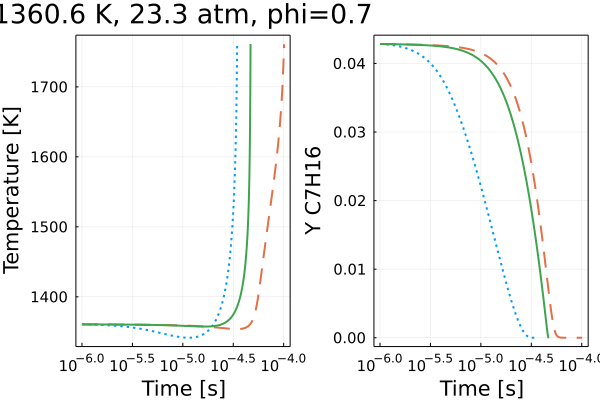 1360.6 K, 23.3 atm, phi=0.7
Temperature [K]
1700
1600
1500
1400
10^−6.0 10^−5.5 10^−5.0 10^−4.5 10^−4.0
Time [s]
Y C7H16
0.04
0.03
0.02
0.01
0.00
10^−6.0 10^−5.5 10^−5.0 10^−4.5 10^−4.0
Time [s]